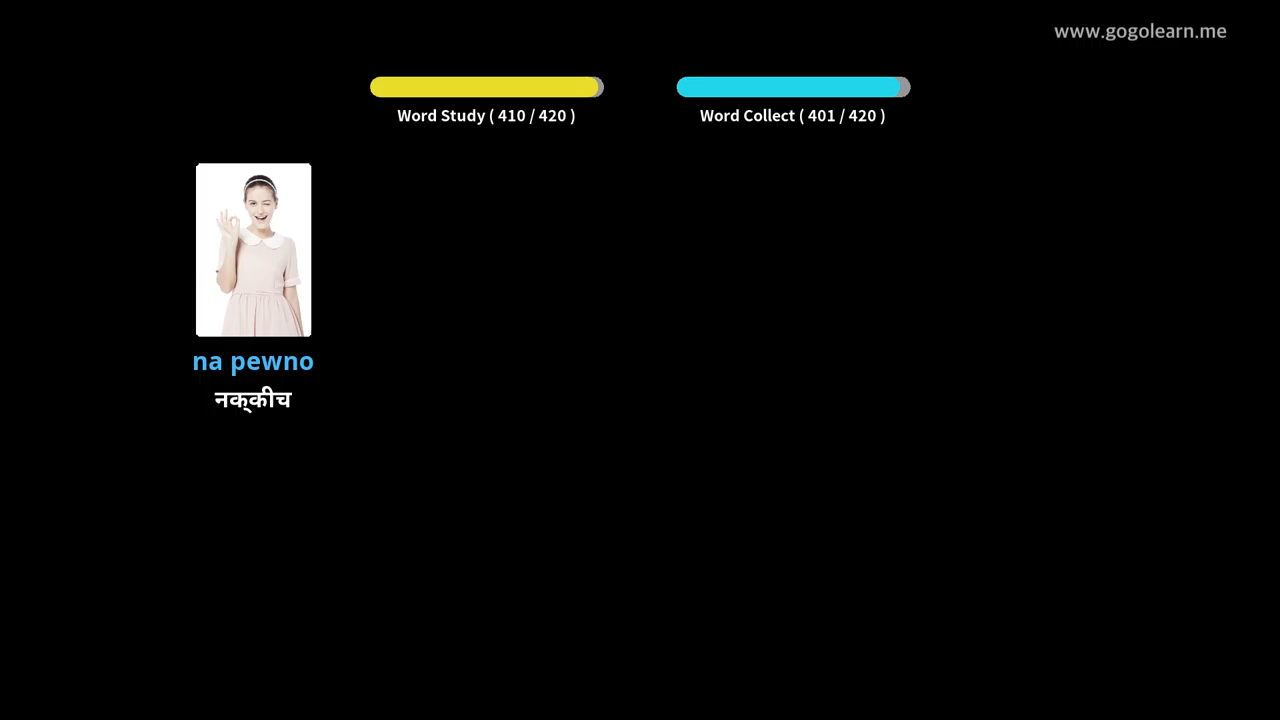 www.gogolearn.me
Word Study ( 410 / 420 )
Word Collect ( 401 / 420 )
na pewno
नक्‍कीच